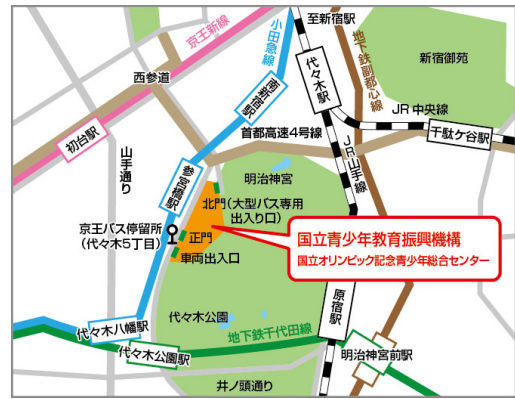 京王新線
小田急線
至新宿駅
地下鉄副都心線
新宿御苑
西参道
南新宿駅
代々木駅
JR中央線
千駄ケ谷駅
初台駅
山手通り
首都高速4号線
JR山手線
参宮橋駅
明治神宮
北門(大型バス専用
出入り口)
京王バス停留所
(代々木5丁目)
正門
車両出入口
国立青少年教育振興機構
国立オリンピック記念青少年総合センター
原宿駅
代々木公園
代々木八幡駅
代々木公園駅
地下鉄千代田線
明治神宮前駅
井ノ頭通り